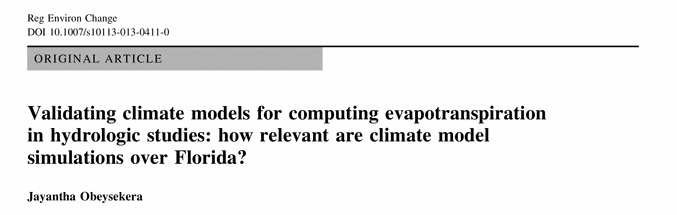 Reg Environ Change
DOI 10.1007/s10113-013-0411-0
ORIGINAL ARTICLE
Validating climate models for computing evapotranspiration
in hydrologic studies: how relevant are climate model
simulations over Florida?
Jayantha Obeysekera